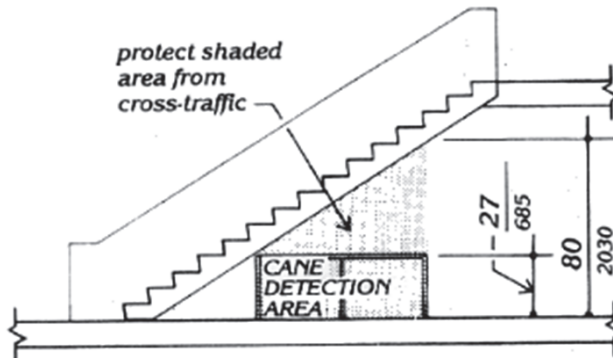 protect shaded
area from
cross-traffic
CANE
DETECTION
AREA
27
685
80
2030